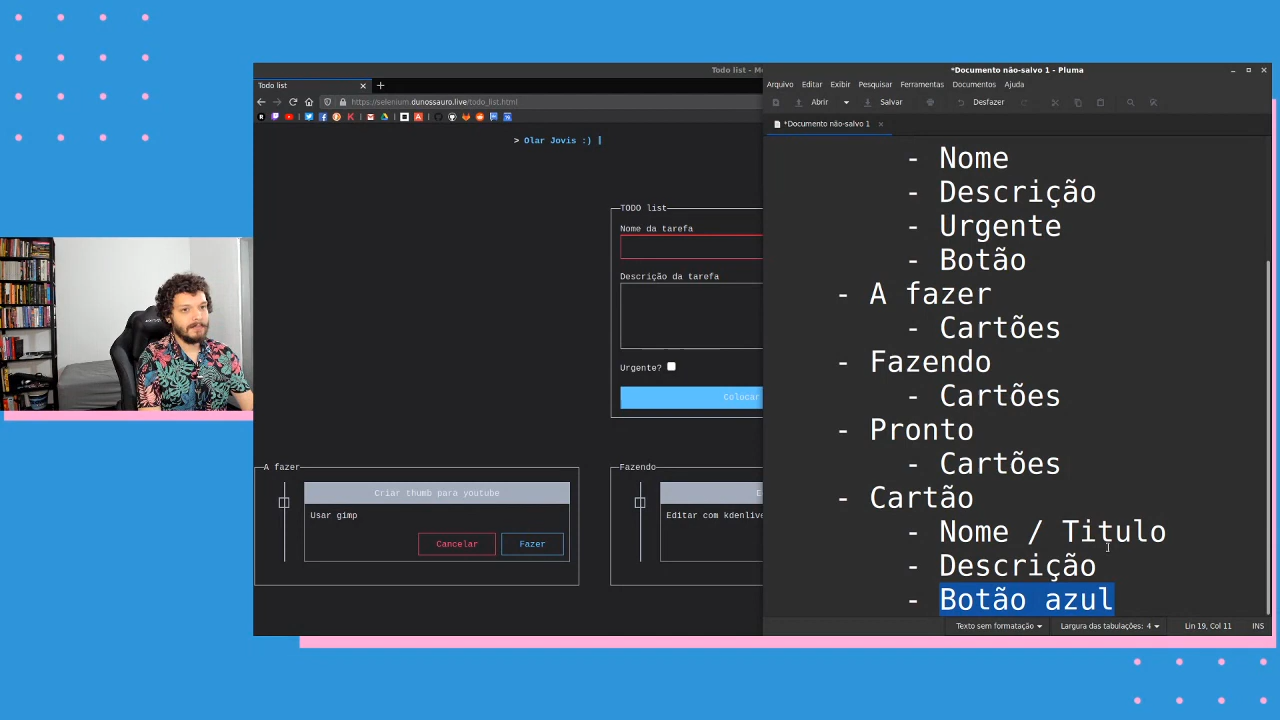 Todo list - Mo
Todo list
https://selenium.dunossauro.live/todo_list.html
> Olar Jovis :) |
TODO list
Nome da tarefa
Descrição da tarefa
Urgente?
Colocar
A fazer
Criar thumb para youtube
Usar gimp
Cancelar
Fazer
Fazendo
E
Editar com kdenlive
*Documento não-salvo 1 - Pluma
Arquivo Editar Exibir Pesquisar Ferramentas Documentos Ajuda
Abrir Salvar Desfazer
*Documento não-salvo 1
- Nome
- Descrição
- Urgente
- Botão
- A fazer
- Cartões
- Fazendo
- Cartões
- Pronto
- Cartões
- Cartão
- Nome / Titulo
- Descrição
- Botão azul
Texto sem formatação Largura das tabulações: 4 Lin 19, Col 11 INS